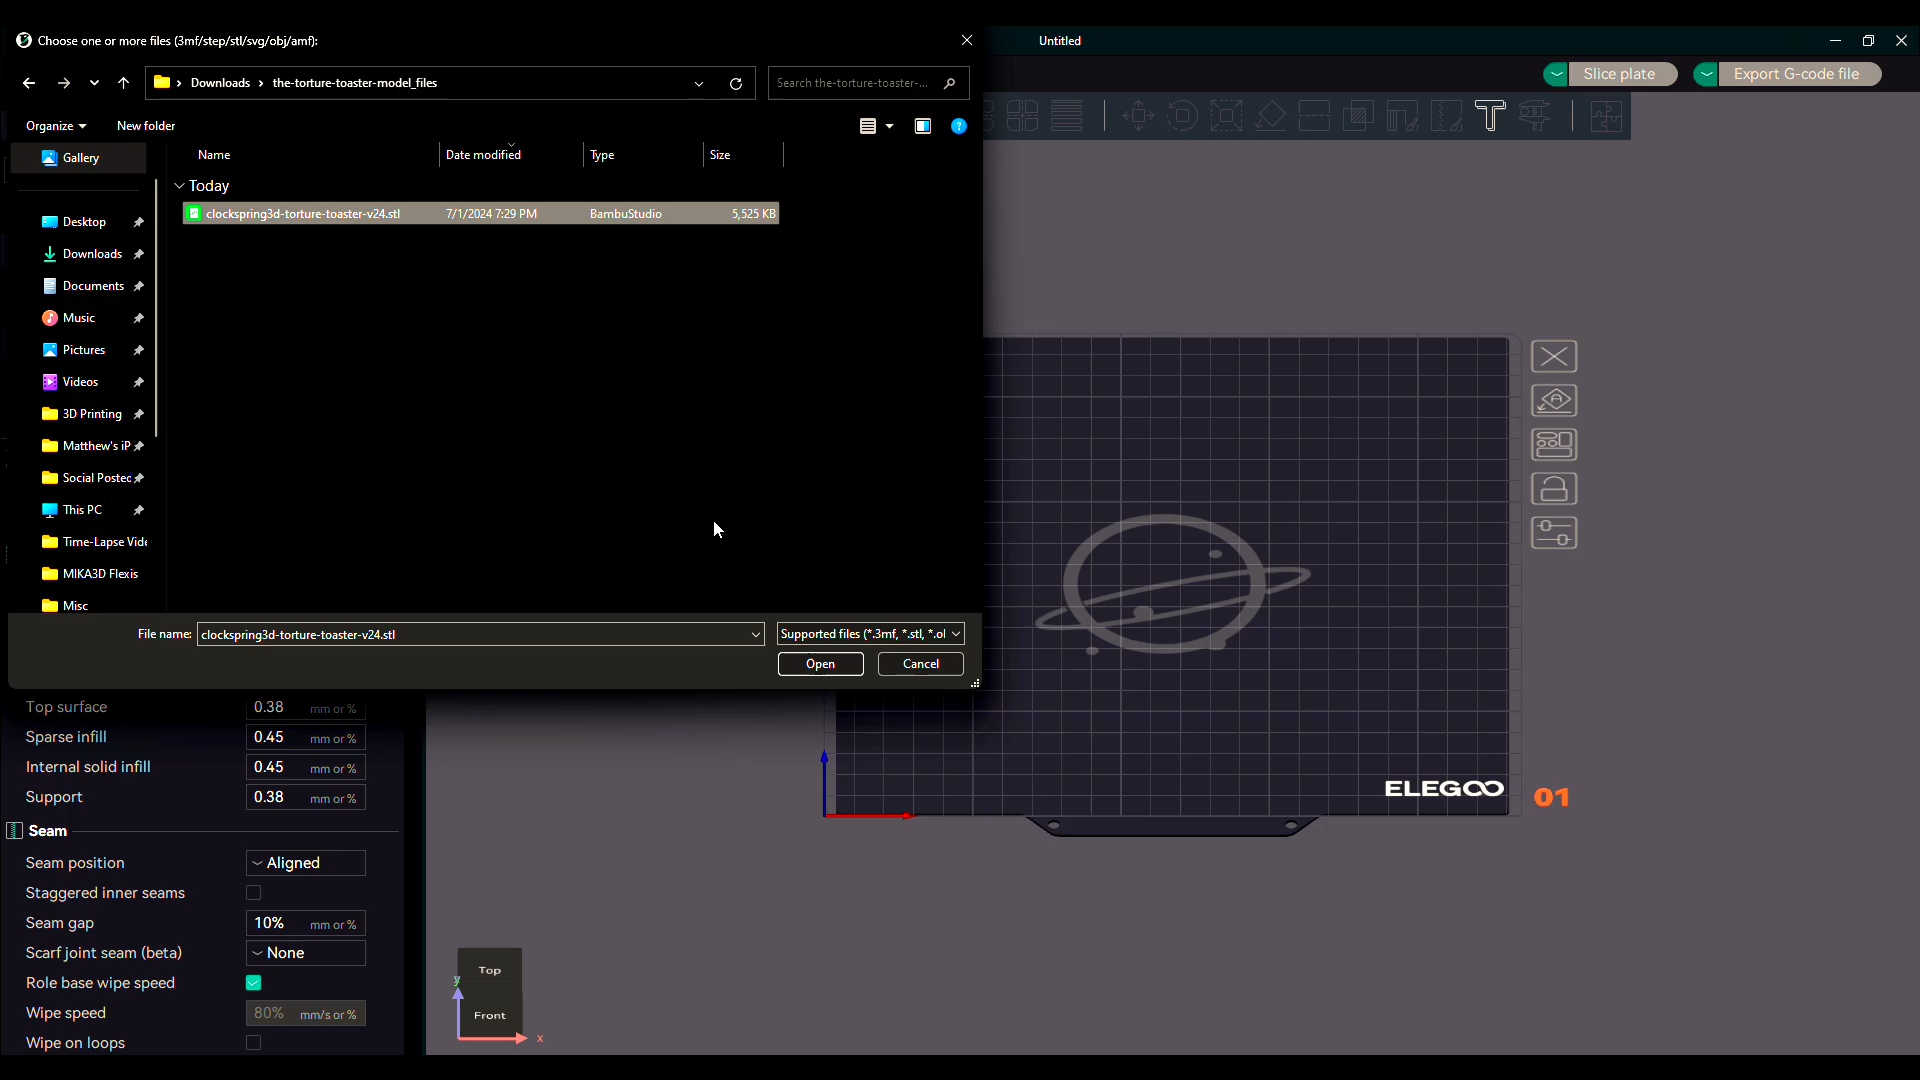 Choose one or more files (3mf/step/stl/svg/obj/amf):
Untitled
Downloads > the-torture-toaster-model_files
Search the-torture-toaster-...
Slice plate
Export G-code file
Organize
New folder
Gallery
Name
Date modified
Type
Size
Today
clockspring3d-torture-toaster-v24.stl
7/1/2024 7:29 PM
BambuStudio
5,525 KB
Desktop
Downloads
Documents
Music
Pictures
Videos
3D Printing
Matthew's iP
Social Postec
This PC
Time-Lapse Vide
MIKA3D Flexis
Misc
File name:
clockspring3d-torture-toaster-v24.stl
Supported files (*.3mf, *.stl, *.ol
Open
Cancel
Top surface
0.38 mm or %
Sparse infill
0.45 mm or %
Internal solid infill
0.45 mm or %
Support
0.38 mm or %
Seam
Seam position
Aligned
Staggered inner seams
Seam gap
10% mm or %
Scarf joint seam (beta)
None
Role base wipe speed
Wipe speed
80% mm/s or %
Wipe on loops
ELEGOO
01
Top
y
Front
x